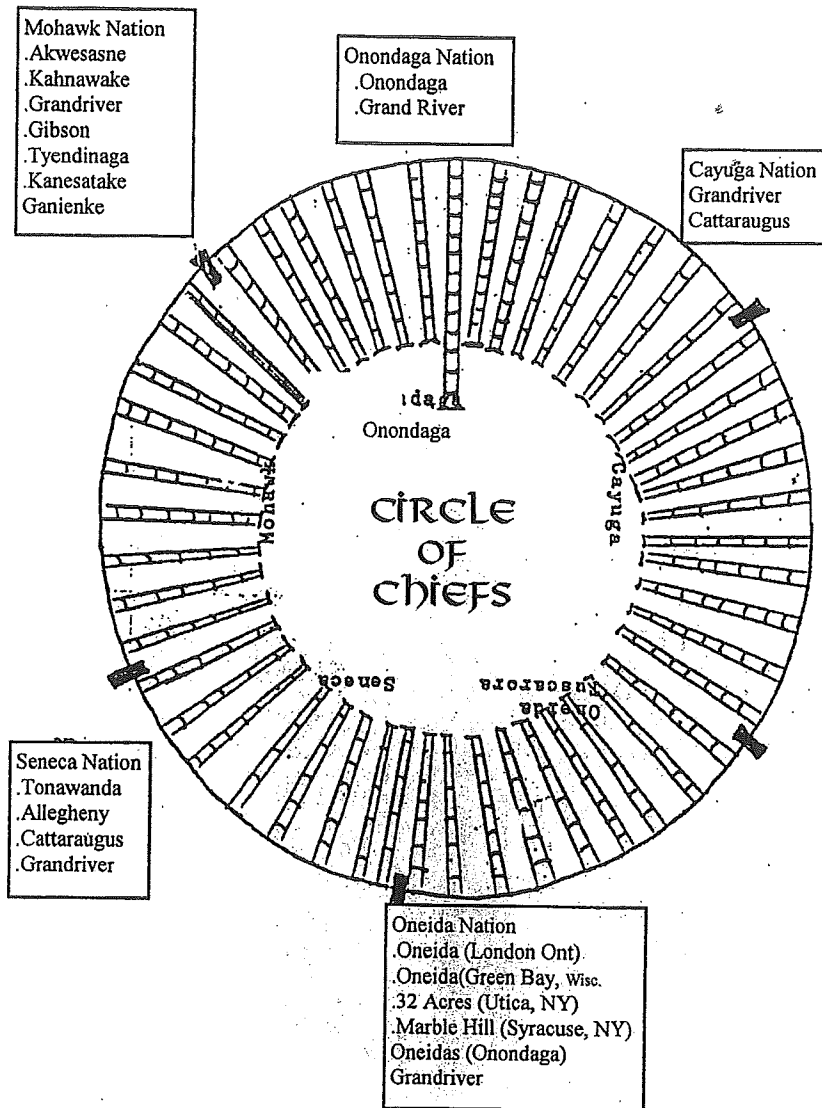 Mohawk Nation
.Akwesasne
.Kahnawake
.Grandriver
.Gibson
.Tyendinaga
.Kanesatake
Ganienke
Onondaga Nation
.Onondaga
.Grand River
Cayuga Nation
Grandriver
Cattaraugus
Onondaga
Cayuga
CIRCLE
OF
CHIEFS
Seneca
Tuscarora
Oneida
Seneca Nation
.Tonawanda
.Allegheny
.Cattaraugus
.Grandriver
Oneida Nation
.Oneida (London Ont)
.Oneida(Green Bay, Wisc.
.32 Acres (Utica, NY)
.Marble Hill (Syracuse, NY)
Oneidas (Onondaga)
Grandriver